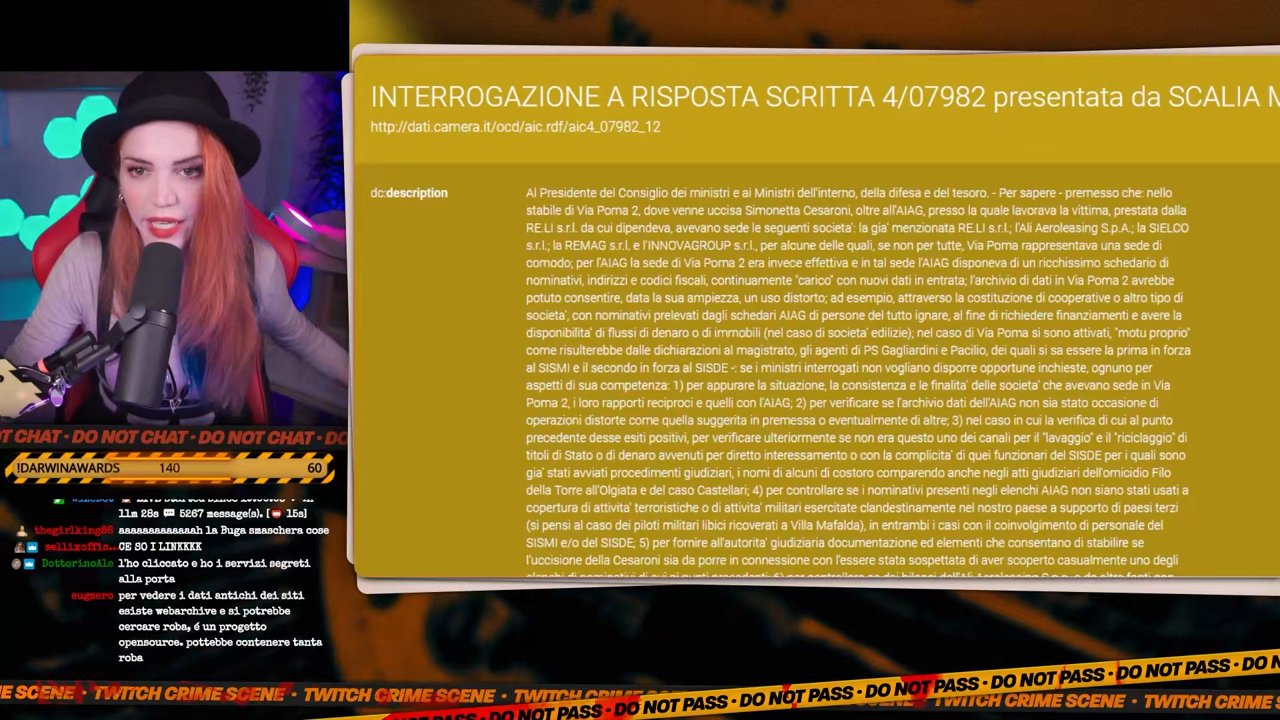 INTERROGAZIONE A RISPOSTA SCRITTA 4/07982 presentata da SCALIA M
http://dati.camera.it/ocd/aic.rdf/aic4_07982_12
dc:description
Al Presidente del Consiglio dei ministri e ai Ministri dell'interno, della difesa e del tesoro. - Per sapere - premesso che: nello
stabile di Via Poma 2, dove venne uccisa Simonetta Cesaroni, oltre all'AIAG, presso la quale lavorava la vittima, prestata dalla
RE.LI s.r.l. da cui dipendeva, avevano sede le seguenti societa': la gia' menzionata RE.LI s.r.l.; l'Ali Aeroleasing S.p.A.; la SIELCO
s.r.l.; la REMAG s.r.l. e l'INNOVAGROUP s.r.l., per alcune delle quali, se non per tutte, Via Poma rappresentava una sede di
comodo; per l'AIAG la sede di Via Poma 2 era invece effettiva e in tal sede l'AIAG disponeva di un ricchissimo schedario di
nominativi, indirizzi e codici fiscali, continuamente "carico" con nuovi dati in entrata; l'archivio di dati in Via Poma 2 avrebbe
potuto consentire, data la sua ampiezza, un uso distorto; ad esempio, attraverso la costituzione di cooperative o altro tipo di
societa', con nominativi prelevati dagli schedari AIAG di persone del tutto ignare, al fine di richiedere finanziamenti e avere la
disponibilita' di flussi di denaro o di immobili (nel caso di societa' edilizie); nel caso di Via Poma si sono attivati, "motu proprio"
come risulterebbe dalle dichiarazioni al magistrato, gli agenti di PS Gagliardini e Pacilio, dei quali si sa essere la prima in forza
al SISMI e il secondo in forza al SISDE -: se i ministri interrogati non vogliano disporre opportune inchieste, ognuno per
aspetti di sua competenza: 1) per appurare la situazione, la consistenza e le finalita' delle societa' che avevano sede in Via
Poma 2, i loro rapporti reciproci e quelli con l'AIAG; 2) per verificare se l'archivio dati dell'AIAG non sia stato occasione di
operazioni distorte come quella suggerita in premessa o eventualmente di altre; 3) nel caso in cui la verifica di cui al punto
precedente desse esiti positivi, per verificare ulteriormente se non era questo uno dei canali per il "lavaggio" e il "riciclaggio" di
titoli di Stato o di denaro avvenuti per diretto interessamento o con la complicita' di quei funzionari del SISDE per i quali sono
gia' stati avviati procedimenti giudiziari, i nomi di alcuni di costoro comparendo anche negli atti giudiziari dell'omicidio Filo
della Torre all'Olgiata e del caso Castellari; 4) per controllare se i nominativi presenti negli elenchi AIAG non siano stati usati a
copertura di attivita' terroristiche o di attivita' militari esercitate clandestinamente nel nostro paese a supporto di paesi terzi
(si pensi al caso dei piloti militari libici ricoverati a Villa Mafalda), in entrambi i casi con il coinvolgimento di personale del
SISMI e/o del SISDE; 5) per fornire all'autorita' giudiziaria documentazione ed elementi che consentano di stabilire se
l'uccisione della Cesaroni sia da porre in connessione con l'essere stata sospettata di aver scoperto casualmente uno degli
OT CHAT · DO NOT CHAT · DO NOT CHAT · DO
!DARWINAWARDS 140 60
11m 28s 5267 message(s). [ 15s]
thegirlking88 aaaaaaaaaaaah la Buga smaschera cose
sellixoffic... CE SO I LINKKKK
DottorinoAle l'ho cliccato e ho i servizi segreti
alla porta
eugzero per vedere i dati antichi dei siti
esiste webarchive e si potrebbe
cercare roba, é un progetto
opensource. pottebbe contenere tanta
roba
E SCENE · TWITCH CRIME SCENE · TWITCH CRIME SCENE · TWITCH CRIME SCENE
NOT PASS · DO NOT PASS · DO NOT PASS · DO NOT PASS · DO NOT PASS · DO N
TWITCH CRIME SCENE · TWITCH